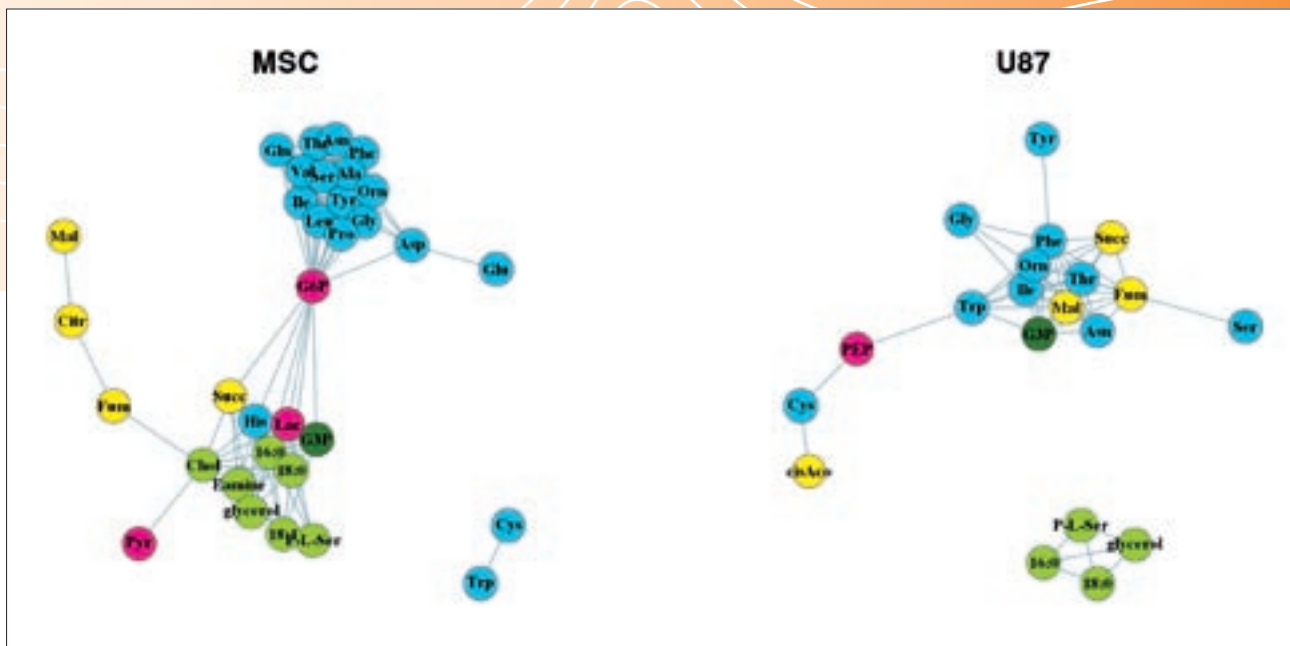 MSC
U87
Gln
Thr
Asn
Phe
Val
Ser
Ala
Orn
Ile
Tyr
Leu
Gly
Pro
Asp
Glu
G6P
Mal
Citr
Fum
Succ
His
Lac
G3P
16:0
18:0
Chol
Eamine
glycerol
P-L-Ser
Pyr
Cys
Trp
Tyr
Gly
Phe
Succ
Orn
Thr
Ile
Fum
Mal
Trp
G3P
Asn
Ser
PEP
Cys
cisAco
P-L-Ser
glycerol
16:0
18:0